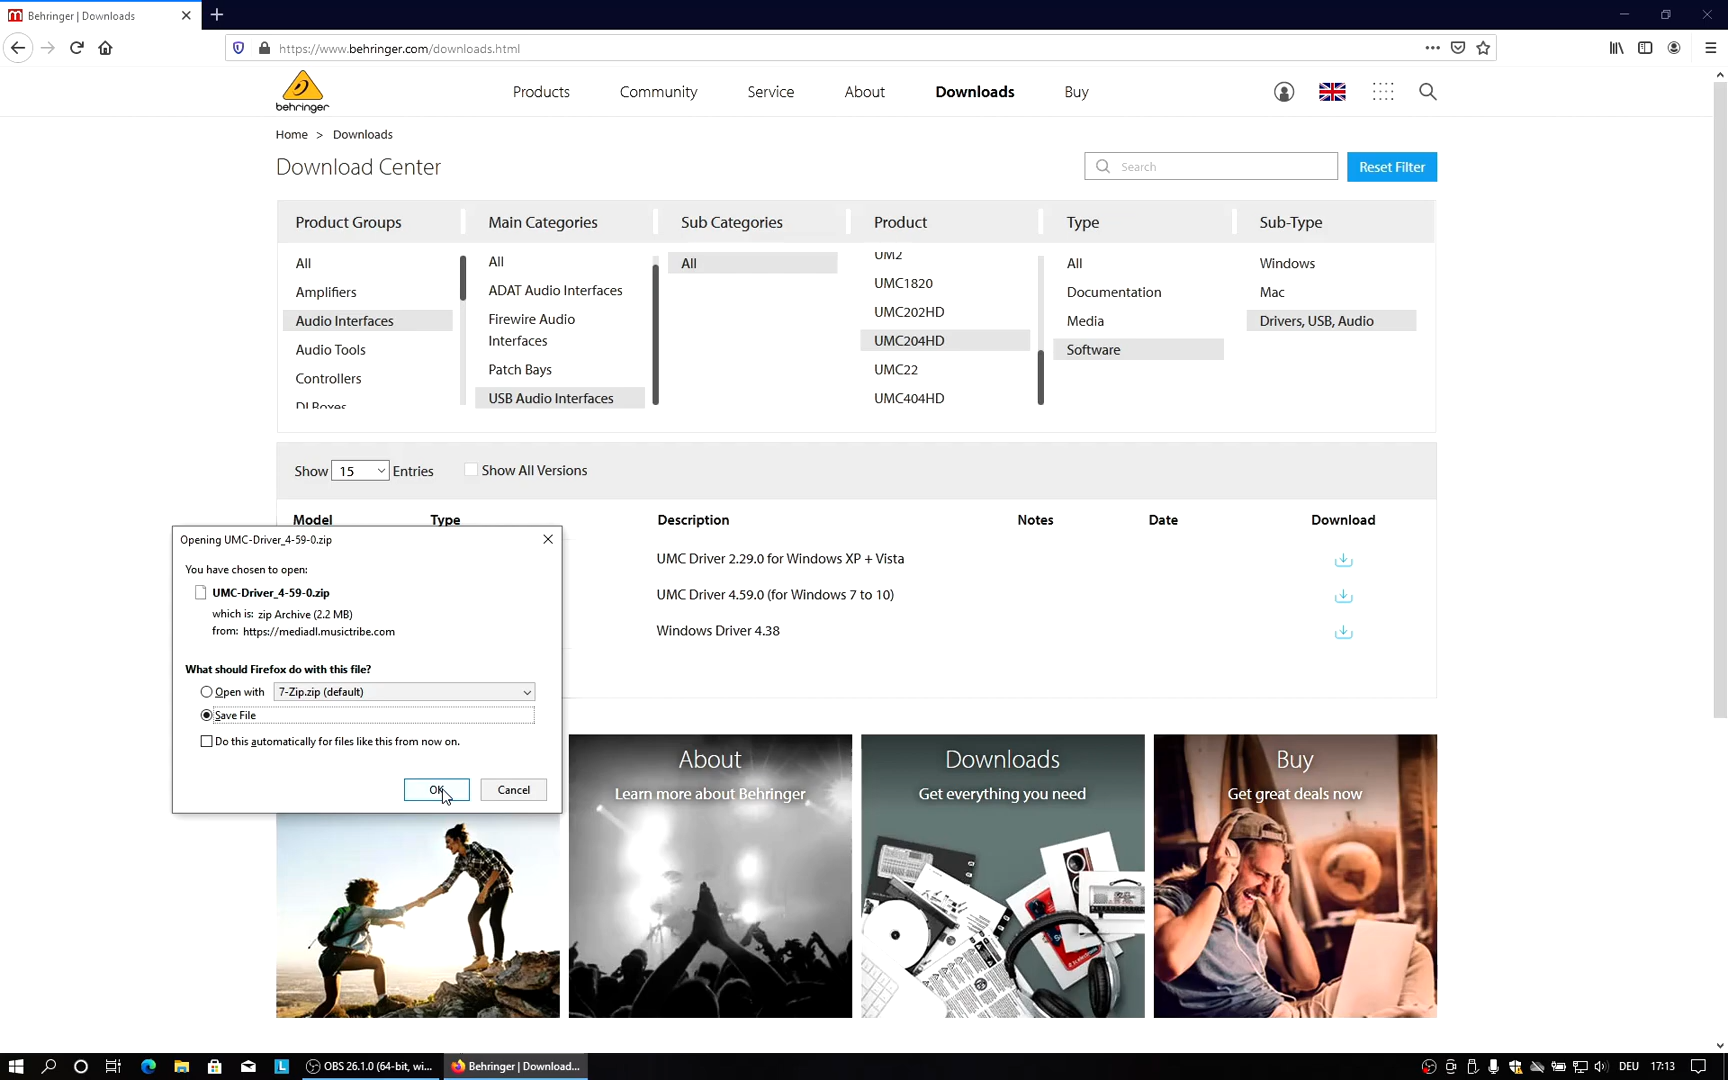 Behringer | Downloads
https://www.behringer.com/downloads.html
behringer
Products
Community
Service
About
Downloads
Buy
Home > Downloads
Download Center
Search
Reset Filter
Product Groups
Main Categories
Sub Categories
Product
Type
Sub-Type
All
Amplifiers
Audio Interfaces
Audio Tools
Controllers
DI Boxes
All
ADAT Audio Interfaces
Firewire Audio
Interfaces
Patch Bays
USB Audio Interfaces
All
UM2
UMC1820
UMC202HD
UMC204HD
UMC22
UMC404HD
All
Documentation
Media
Software
Windows
Mac
Drivers, USB, Audio
Show 15 Entries
Show All Versions
Model
Type
Description
Notes
Date
Download
UMC Driver 2.29.0 for Windows XP + Vista
UMC Driver 4.59.0 (for Windows 7 to 10)
Windows Driver 4.38
Opening UMC-Driver_4-59-0.zip
You have chosen to open:
UMC-Driver_4-59-0.zip
which is: zip Archive (2.2 MB)
from: https://mediadl.musictribe.com
What should Firefox do with this file?
Open with 7-Zip.zip (default)
Save File
Do this automatically for files like this from now on.
OK
Cancel
About
Learn more about Behringer
Downloads
Get everything you need
Buy
Get great deals now
OBS 26.1.0 (64-bit, wi...
Behringer | Download...
DEU
17:13